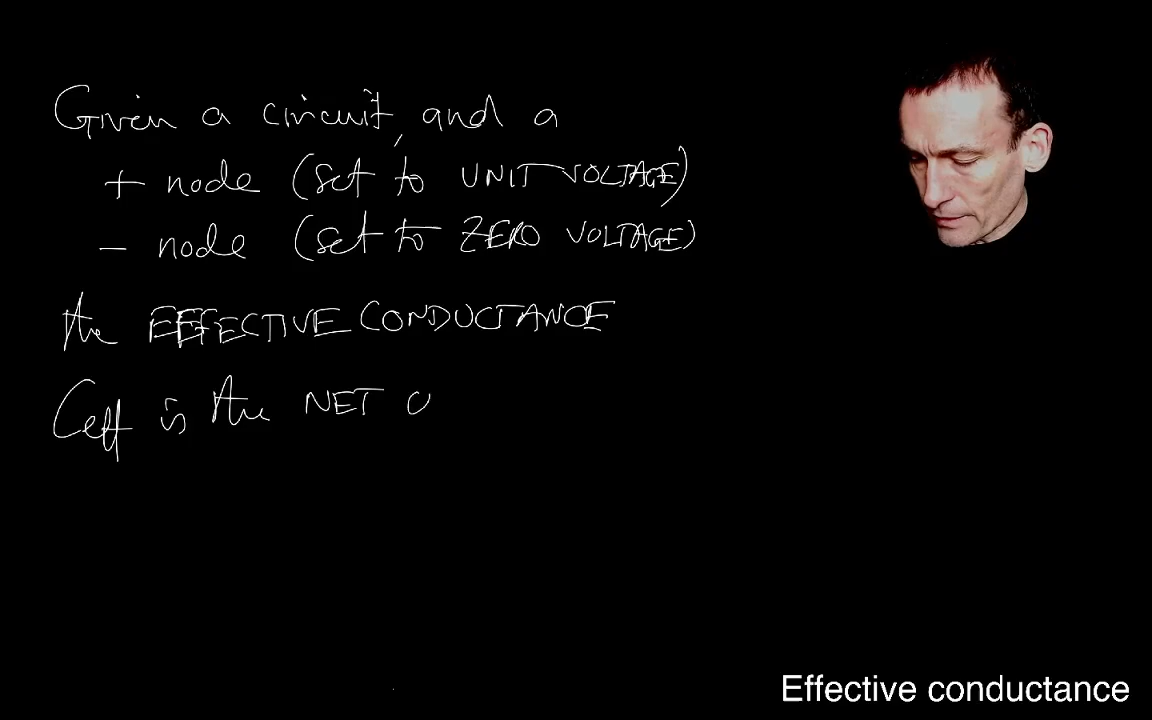 Given a circuit, and a
+ node (set to UNIT VOLTAGE)
- node (set to ZERO VOLTAGE)
the EFFECTIVE CONDUCTANCE
Ceff is the NET C
Effective conductance